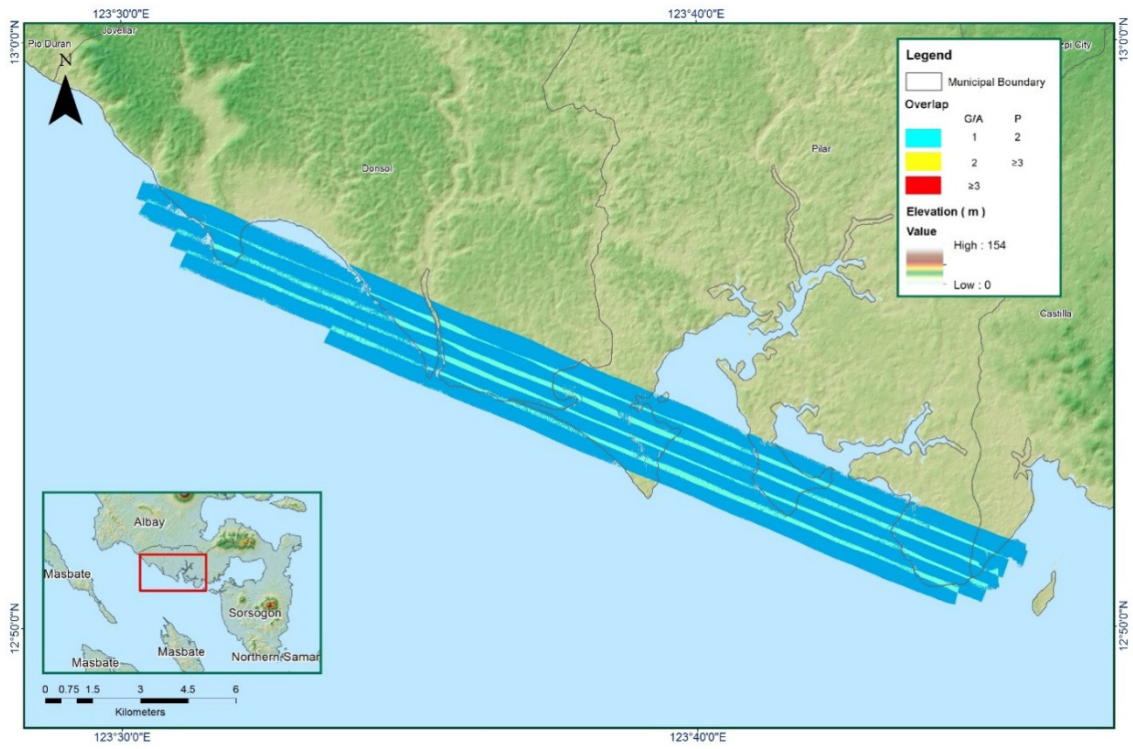 123°30'0"E
123°40'0"E
13°0'0"N
13°0'0"N
Jovellar
Pio Duran
N
Legend
Municipal Boundary
Overlap
G/A P
1 2
2 ≥3
≥3
Elevation ( m )
Value
High : 154
Low : 0
City
Pilar
Donsol
Castilla
Albay
Masbate
Sorsogon
Masbate
Masbate
Northern Samar
0 0.75 1.5 3 4.5 6
Kilometers
12°50'0"N
12°50'0"N
123°30'0"E
123°40'0"E